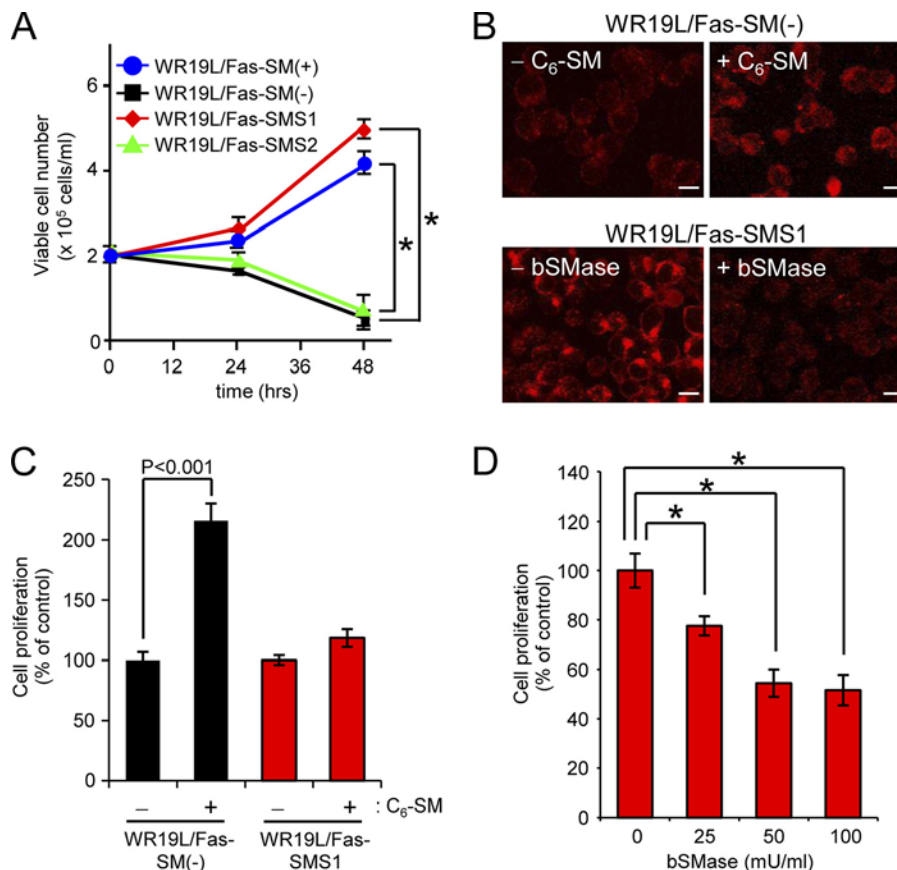 A
WR19L/Fas-SM(+)
WR19L/Fas-SM(-)
WR19L/Fas-SMS1
WR19L/Fas-SMS2
Viable cell number
(x 10⁵ cells/ml)
6
4
2
0
*
*
0 12 24 36 48
time (hrs)
B
WR19L/Fas-SM(-)
– C₆-SM
+ C₆-SM
WR19L/Fas-SMS1
– bSMase
+ bSMase
C
P<0.001
Cell proliferation
(% of control)
250
200
150
100
50
0
– + – + : C₆-SM
WR19L/Fas-
SM(-)
WR19L/Fas-
SMS1
D
Cell proliferation
(% of control)
140
120
100
80
60
40
20
0
*
*
*
0 25 50 100
bSMase (mU/ml)